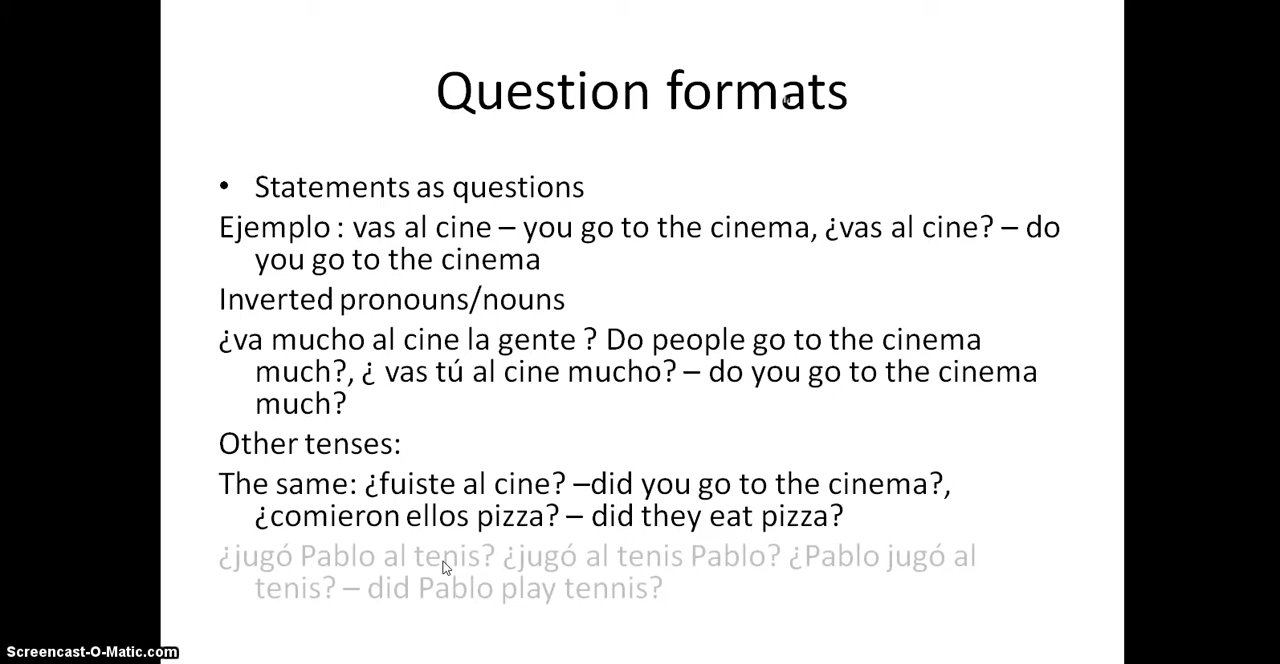 Question formats
• Statements as questions
Ejemplo : vas al cine – you go to the cinema, ¿vas al cine? – do
you go to the cinema
Inverted pronouns/nouns
¿va mucho al cine la gente ? Do people go to the cinema
much?, ¿ vas tú al cine mucho? – do you go to the cinema
much?
Other tenses:
The same: ¿fuiste al cine? –did you go to the cinema?,
¿comieron ellos pizza? – did they eat pizza?
¿jugó Pablo al tenis? ¿jugó al tenis Pablo? ¿Pablo jugó al
tenis? – did Pablo play tennis?
Screencast-O-Matic.com